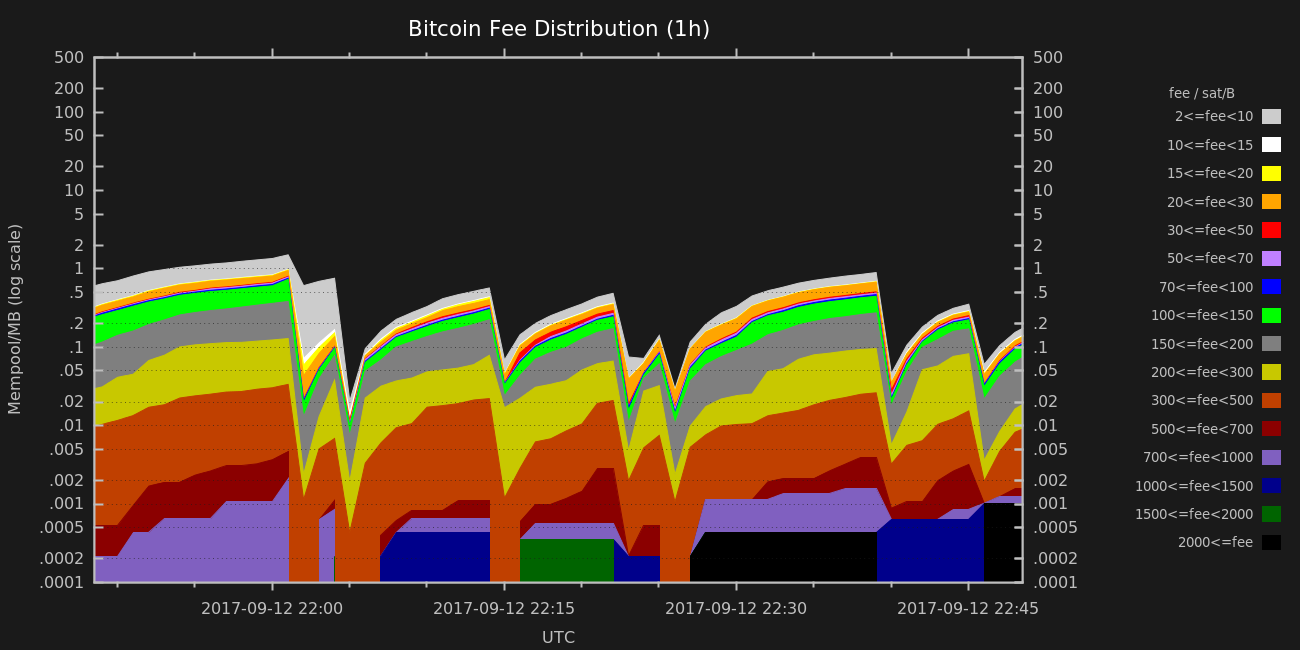 Bitcoin Fee Distribution (1h)
500
200
100
50
20
10
5
2
1
.5
.2
.1
.05
.02
.01
.005
.002
.001
.0005
.0002
.0001
Mempool/MB (log scale)
500
200
100
50
20
10
5
2
1
.5
.2
.1
.05
.02
.01
.005
.002
.001
.0005
.0002
.0001
2017-09-12 22:00
2017-09-12 22:15
2017-09-12 22:30
2017-09-12 22:45
UTC
fee / sat/B
2<=fee<10
10<=fee<15
15<=fee<20
20<=fee<30
30<=fee<50
50<=fee<70
70<=fee<100
100<=fee<150
150<=fee<200
200<=fee<300
300<=fee<500
500<=fee<700
700<=fee<1000
1000<=fee<1500
1500<=fee<2000
2000<=fee